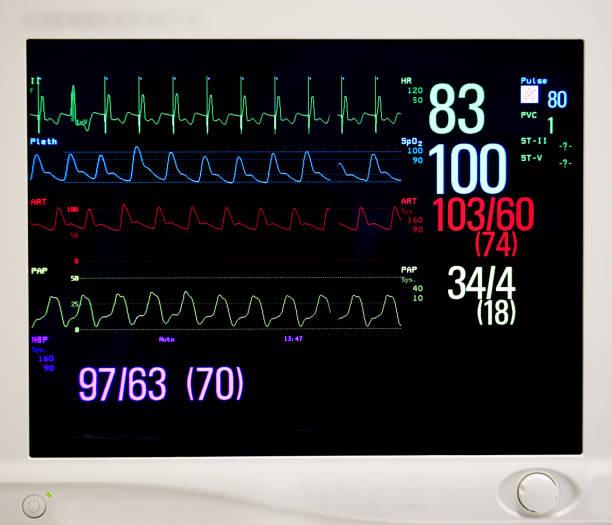 II HR Pulse
F 120 83 80
50 PVC 1
Pleth SpO₂ ST-II -?-
100 100 ST-V -?-
90
ART 100 ART 103/60
Sys.
50 160 (74)
90
0
PAP 50 PAP 34/4
Sys.
25 40 (18)
10
0
NBP Auto 13:47
Sys.
160
90 97/63 (70)